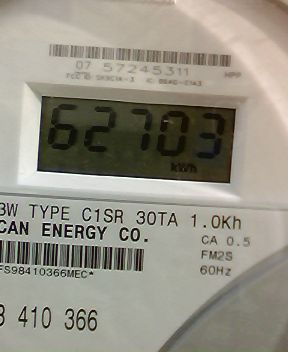 07 57245311
HPP
62703
kWh
3W TYPE C1SR 30TA 1.0Kh
CAN ENERGY CO.
CA 0.5
FM2S
60Hz
FS98410366MEC*
410 366